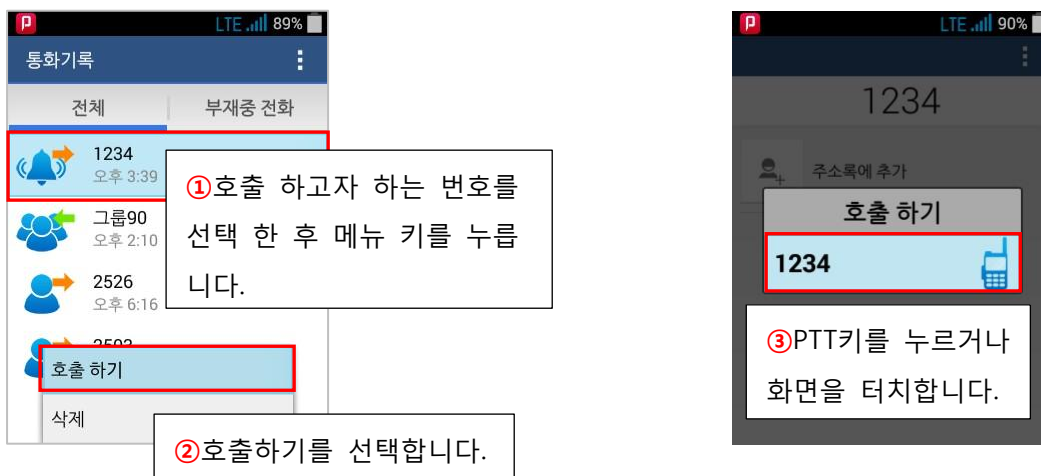 LTE 89%
통화기록
전체 부재중 전화
1234
오후 3:39
그룹90
오후 2:10
2526
오후 6:16
호출 하기
삭제
①호출 하고자 하는 번호를
선택 한 후 메뉴 키를 누릅
니다.
②호출하기를 선택합니다.
LTE 90%
1234
주소록에 추가
호출 하기
1234
③PTT키를 누르거나
화면을 터치합니다.